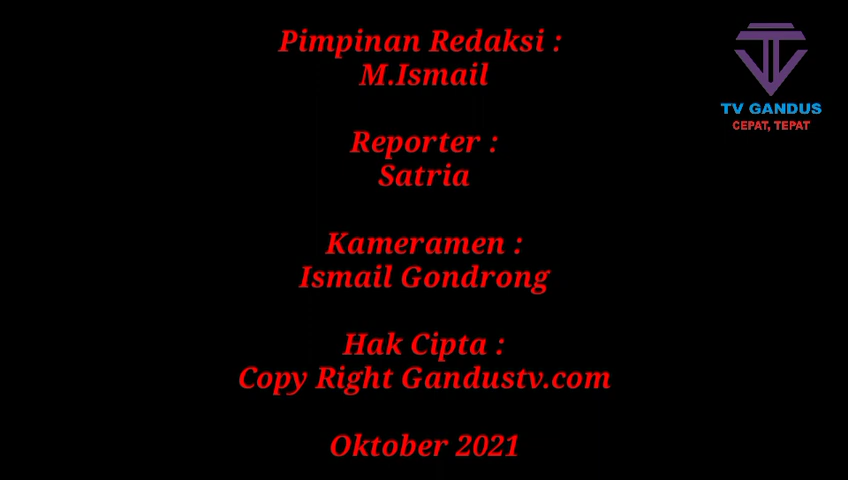 Pimpinan Redaksi :
M.Ismail
Reporter :
Satria
Kameramen :
Ismail Gondrong
Hak Cipta :
Copy Right Gandustv.com
Oktober 2021
TV GANDUS
CEPAT, TEPAT